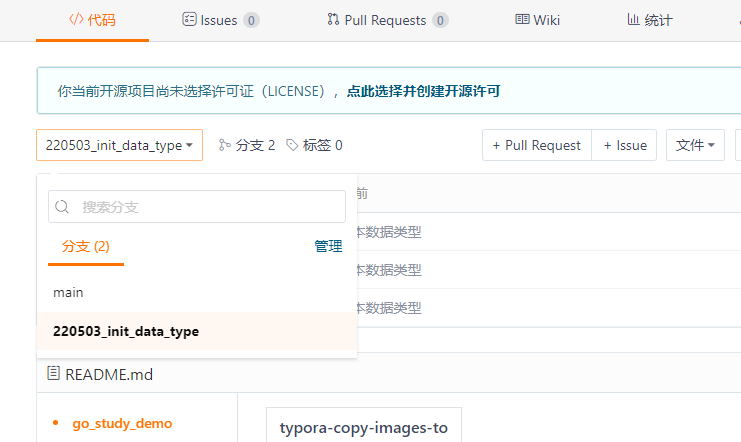 代码 Issues 0 Pull Requests 0 Wiki 统计
你当前开源项目尚未选择许可证（LICENSE），点此选择并创建开源许可
220503_init_data_type 分支 2 标签 0 + Pull Request + Issue 文件
搜索分支
前
分支 (2) 管理
本数据类型
本数据类型
main
本数据类型
220503_init_data_type
README.md
go_study_demo
typora-copy-images-to